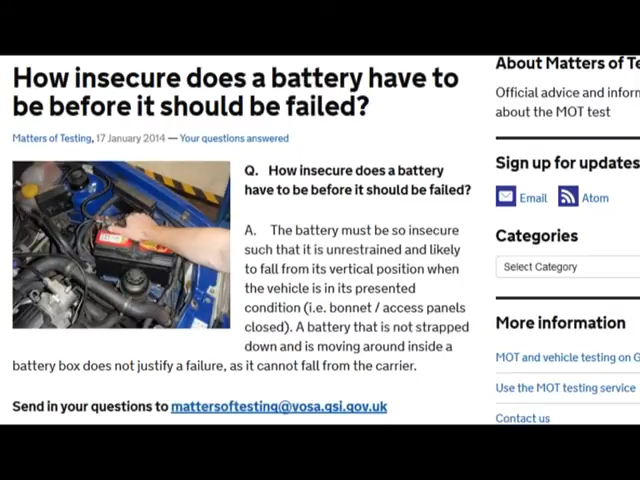 How insecure does a battery have to
be before it should be failed?
Matters of Testing, 17 January 2014 — Your questions answered
Q. How insecure does a battery
have to be before it should be failed?
A. The battery must be so insecure
such that it is unrestrained and likely
to fall from its vertical position when
the vehicle is in its presented
condition (i.e. bonnet / access panels
closed). A battery that is not strapped
down and is moving around inside a
battery box does not justify a failure, as it cannot fall from the carrier.
Send in your questions to mattersoftesting@vosa.gsi.gov.uk
About Matters of Te
Official advice and inforn
about the MOT test
Sign up for updates
Email Atom
Categories
Select Category
More information
MOT and vehicle testing on G
Use the MOT testing service
Contact us